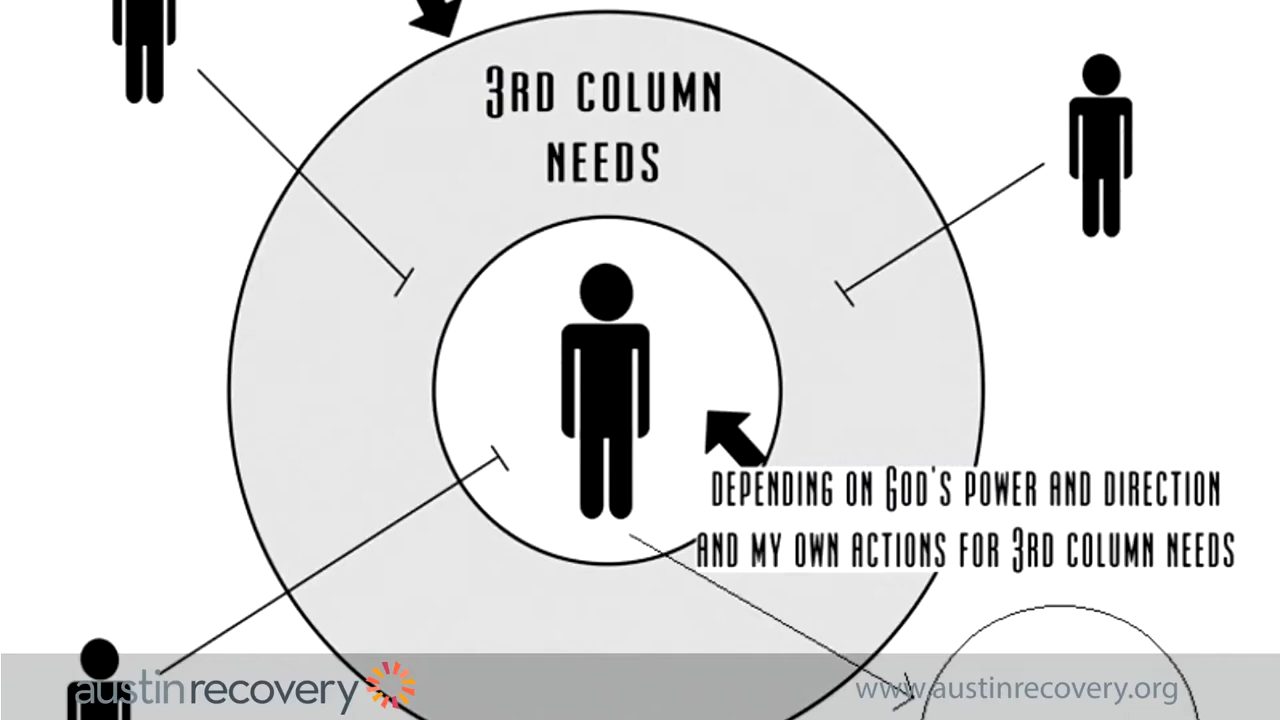 3RD COLUMN
NEEDS
DEPENDING ON GOD'S POWER AND DIRECTION
AND MY OWN ACTIONS FOR 3RD COLUMN NEEDS
austinrecovery
www.austinrecovery.org